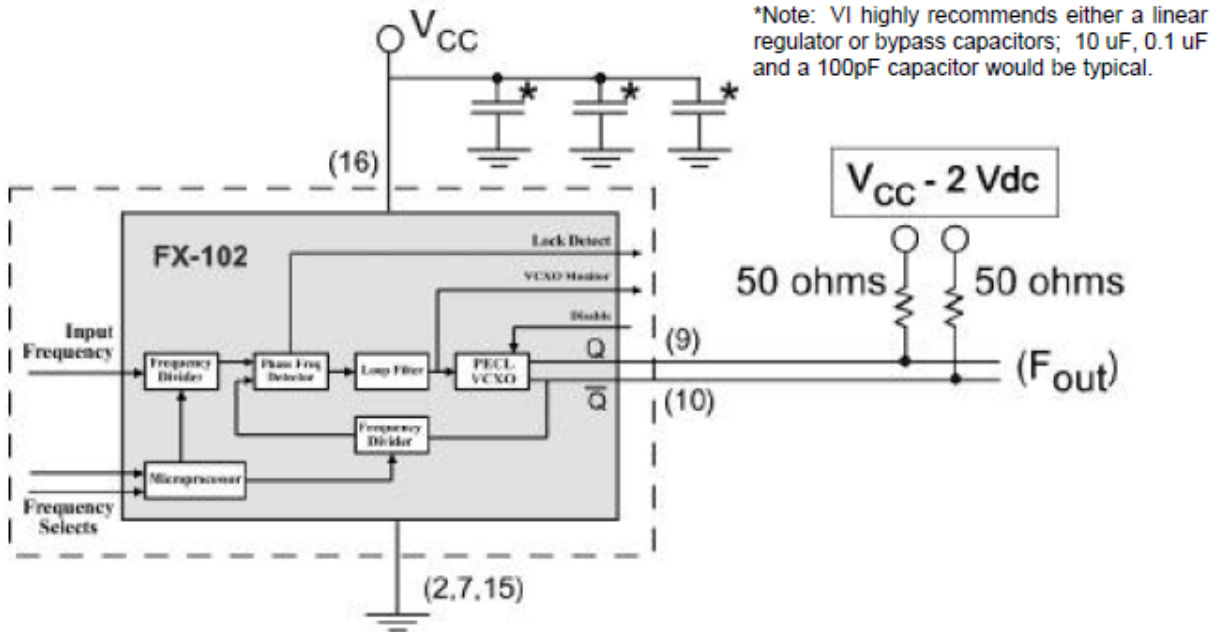 *Note: VI highly recommends either a linear
regulator or bypass capacitors; 10 uF, 0.1 uF
and a 100pF capacitor would be typical.
VCC
*
*
*
(16)
VCC - 2 Vdc
50 ohms
50 ohms
FX-102
Lock Detect
VCXO Monitor
Disable
Input
Frequency
Frequency
Divider
Phase Freq
Detector
Loop Filter
PECL
VCXO
Q
(9)
Q̅
(10)
(Fout)
Frequency
Divider
Microprocessor
Frequency
Selects
(2,7,15)